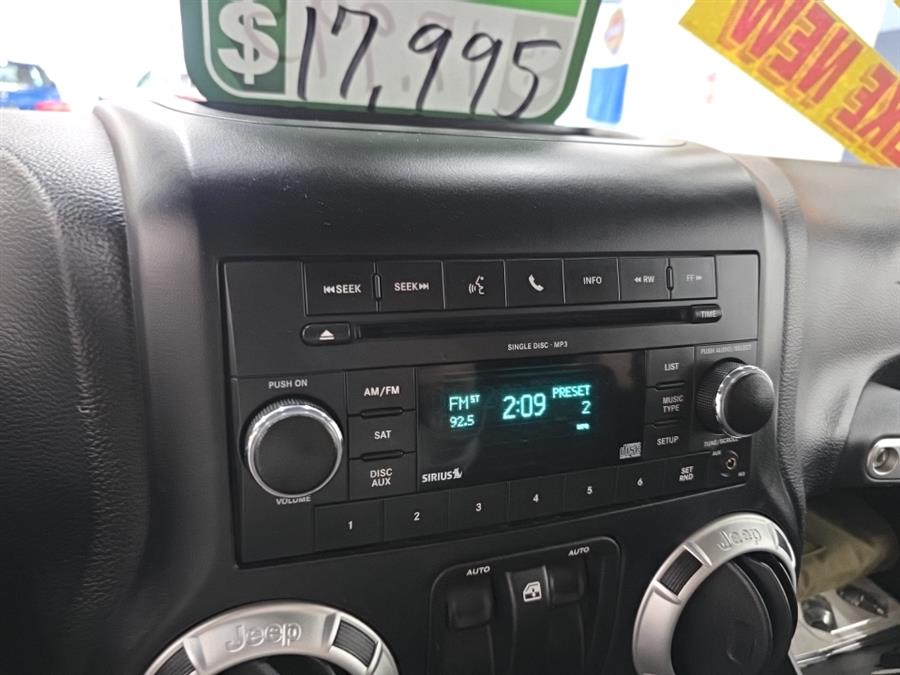 $17,995
LIKE NEW
SEEK SEEK INFO RW FF
TIME
SINGLE DISC · MP3
PUSH ON
AM/FM
SAT
DISC
AUX
VOLUME
FM ST 2:09 PRESET
92.5 2
SIRIUS
LIST
MUSIC
TYPE
SETUP
PUSH AUDIO/SELECT
TUNE/SCROLL
SET
RND
AUX
1 2 3 4 5 6
AUTO AUTO
Jeep
Jeep